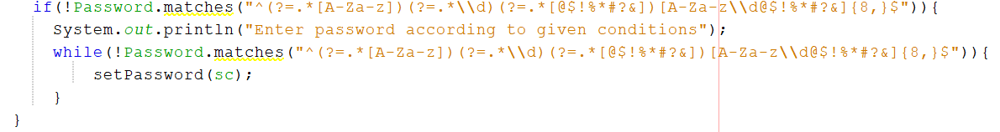 if(!Password.matches("^(?=.*[A-Za-z])(?=.*\\d)(?=.*[@$!%*#?&])[A-Za-z\\d@$!%*#?&]{8,}$")){
System.out.println("Enter password according to given conditions");
while(!Password.matches("^(?=.*[A-Za-z])(?=.*\\d)(?=.*[@$!%*#?&])[A-Za-z\\d@$!%*#?&]{8,}$")){
setPassword(sc);
}
}